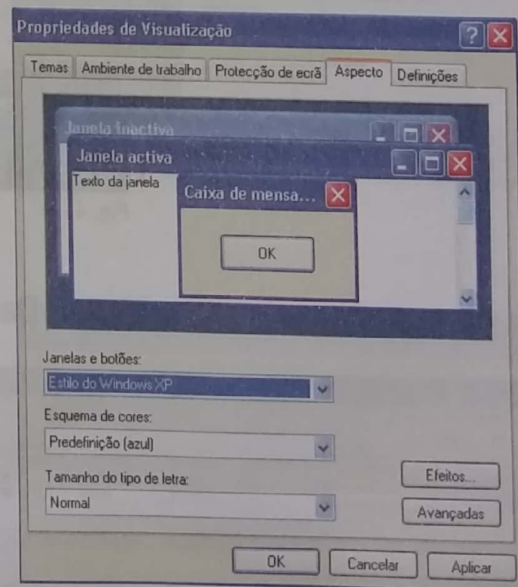 Propriedades de Visualização
Temas Ambiente de trabalho Protecção de ecrã Aspecto Definições
Janela inactiva
Janela activa
Texto da janela
Caixa de mensa...
OK
Janelas e botões:
Estilo do Windows XP
Esquema de cores:
Predefinição (azul)
Tamanho do tipo de letra:
Normal
Efeitos...
Avançadas
OK Cancelar Aplicar